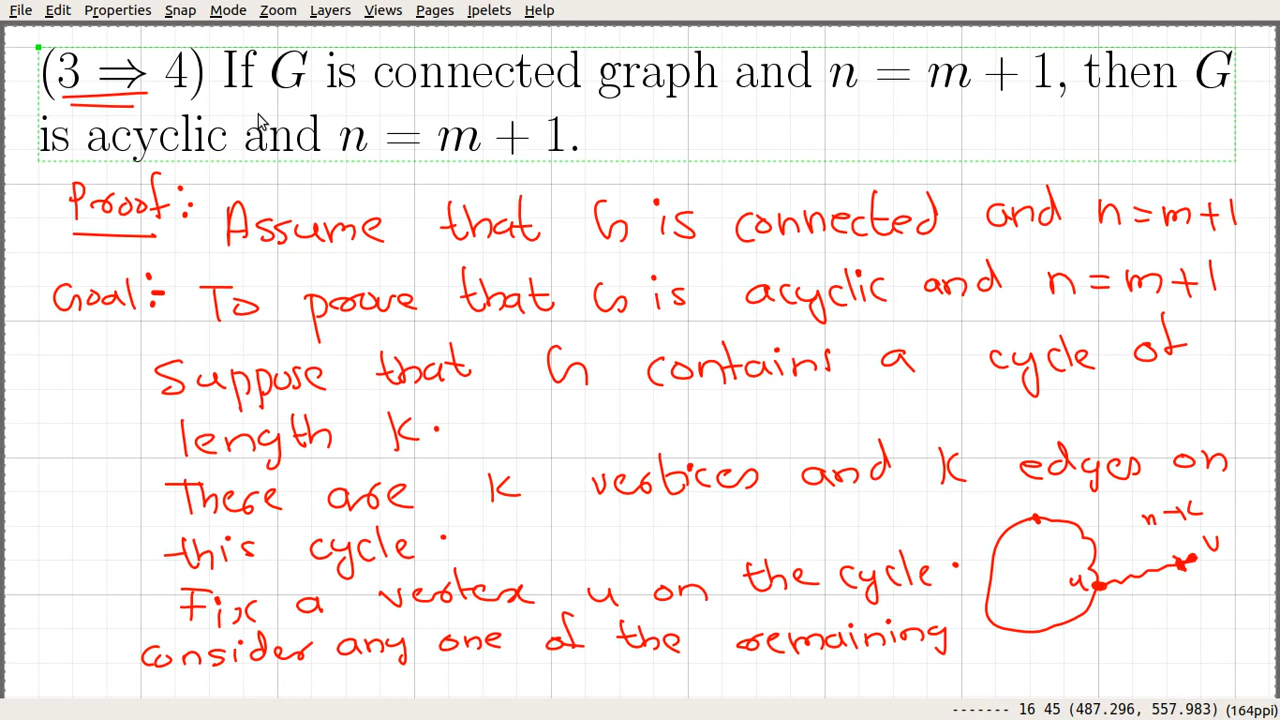 File Edit Properties Snap Mode Zoom Layers Views Pages Ipelets Help
(3 ⇒ 4) If G is connected graph and n = m + 1, then G
is acyclic and n = m + 1.
Proof: Assume that G is connected and n=m+1
Goal:- To prove that G is acyclic and n=m+1
Suppose that G contains a cycle of
length K.
There are K vertices and K edges on
this cycle.
Fix a vertex u on the cycle.
consider any one of the remaining
u
v
------- 16 45 (487.296, 557.983) (164ppi)